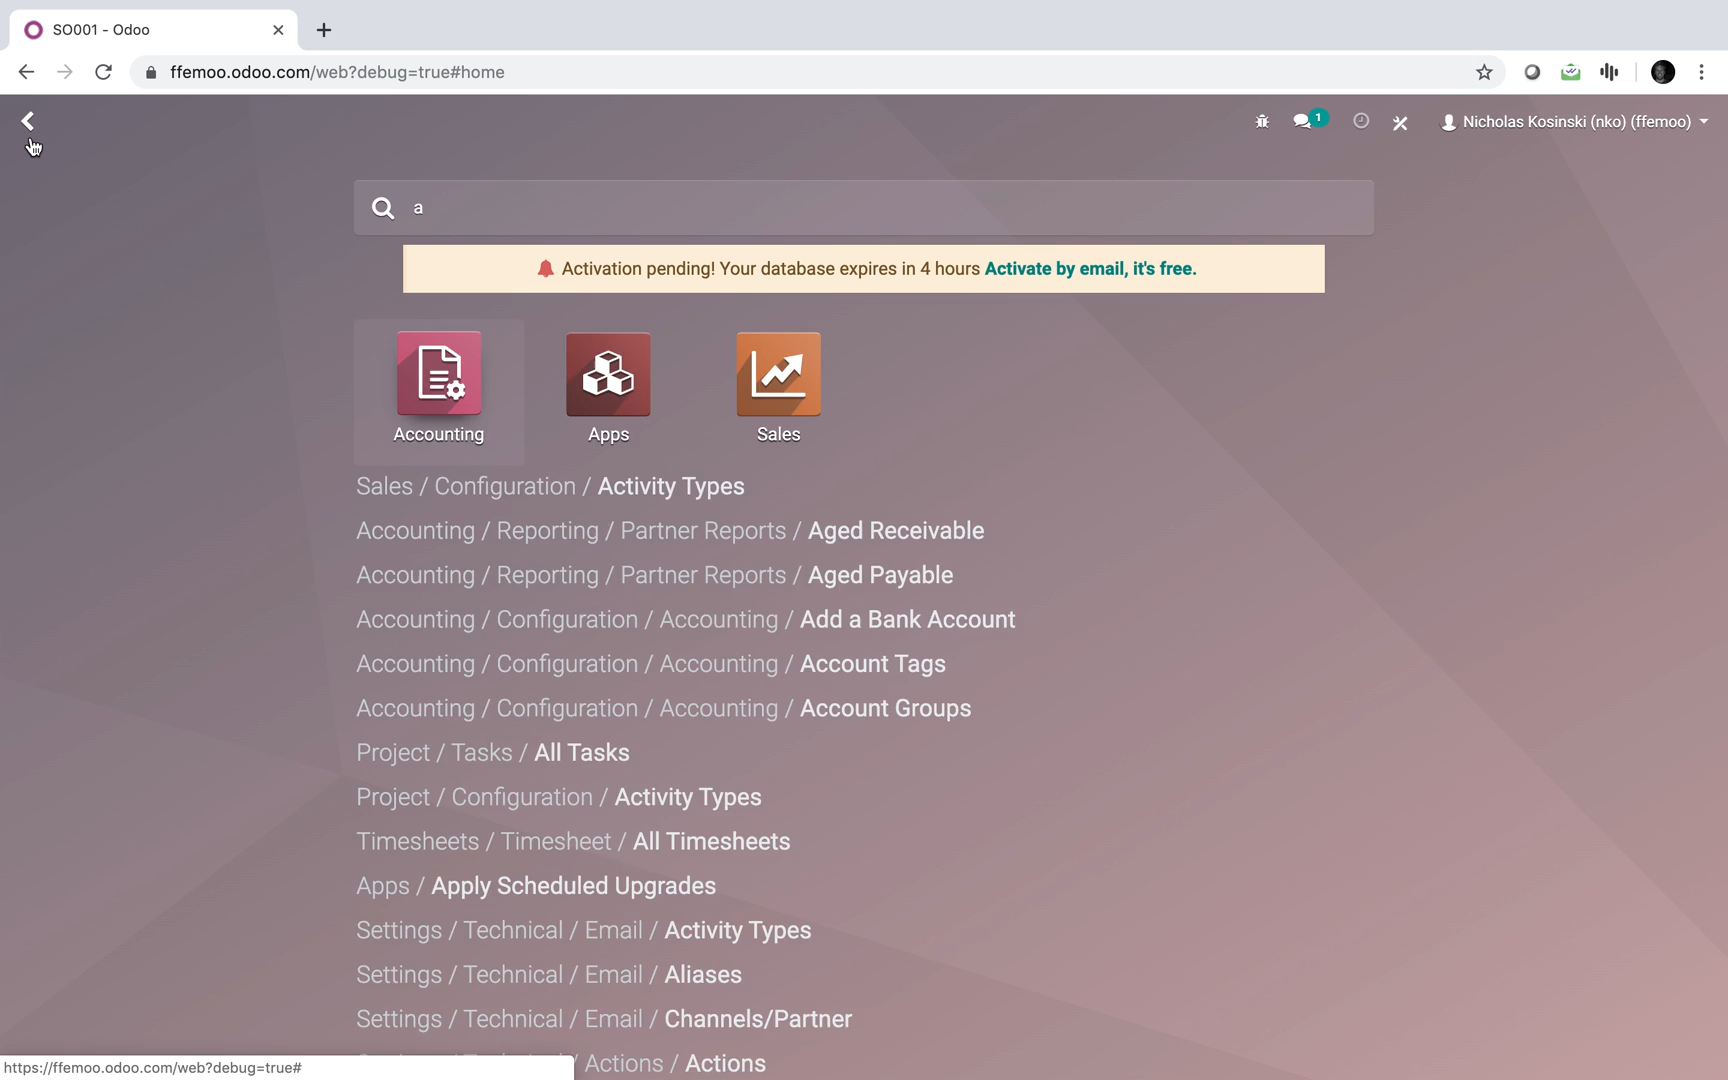 SO001 - Odoo
ffemoo.odoo.com/web?debug=true#home
1
Nicholas Kosinski (nko) (ffemoo)
a
Activation pending! Your database expires in 4 hours Activate by email, it's free.
Accounting
Apps
Sales
Sales / Configuration / Activity Types
Accounting / Reporting / Partner Reports / Aged Receivable
Accounting / Reporting / Partner Reports / Aged Payable
Accounting / Configuration / Accounting / Add a Bank Account
Accounting / Configuration / Accounting / Account Tags
Accounting / Configuration / Accounting / Account Groups
Project / Tasks / All Tasks
Project / Configuration / Activity Types
Timesheets / Timesheet / All Timesheets
Apps / Apply Scheduled Upgrades
Settings / Technical / Email / Activity Types
Settings / Technical / Email / Aliases
Settings / Technical / Email / Channels/Partner
/ Actions / Actions
https://ffemoo.odoo.com/web?debug=true#